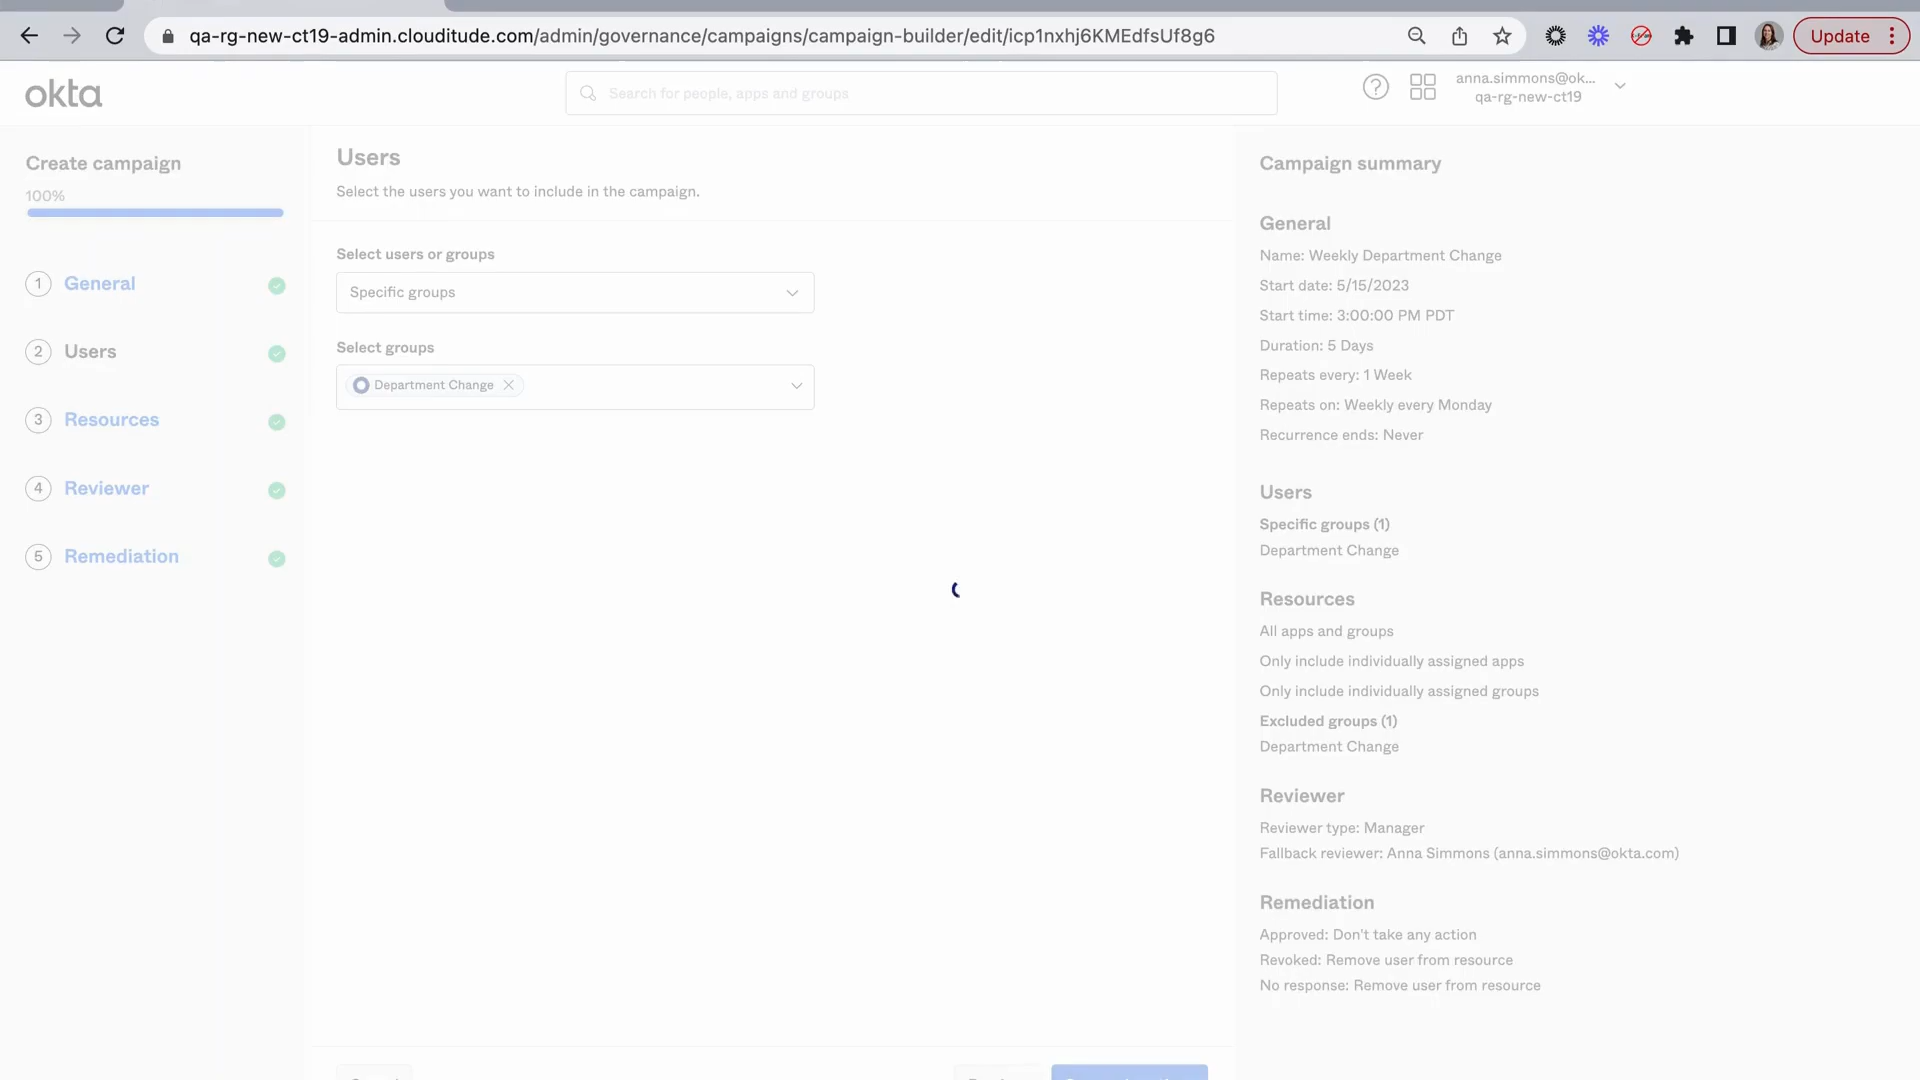 qa-rg-new-ct19-admin.clouditude.com/admin/governance/campaigns/campaign-builder/edit/icp1nxhj6KMEdfsUf8g6
Update
okta
Search for people, apps and groups
anna.simmons@ok...
qa-rg-new-ct19
Create campaign
100%
1 General
2 Users
3 Resources
4 Reviewer
5 Remediation
Users
Select the users you want to include in the campaign.
Select users or groups
Specific groups
Select groups
Department Change
Campaign summary
General
Name: Weekly Department Change
Start date: 5/15/2023
Start time: 3:00:00 PM PDT
Duration: 5 Days
Repeats every: 1 Week
Repeats on: Weekly every Monday
Recurrence ends: Never
Users
Specific groups (1)
Department Change
Resources
All apps and groups
Only include individually assigned apps
Only include individually assigned groups
Excluded groups (1)
Department Change
Reviewer
Reviewer type: Manager
Fallback reviewer: Anna Simmons (anna.simmons@okta.com)
Remediation
Approved: Don't take any action
Revoked: Remove user from resource
No response: Remove user from resource